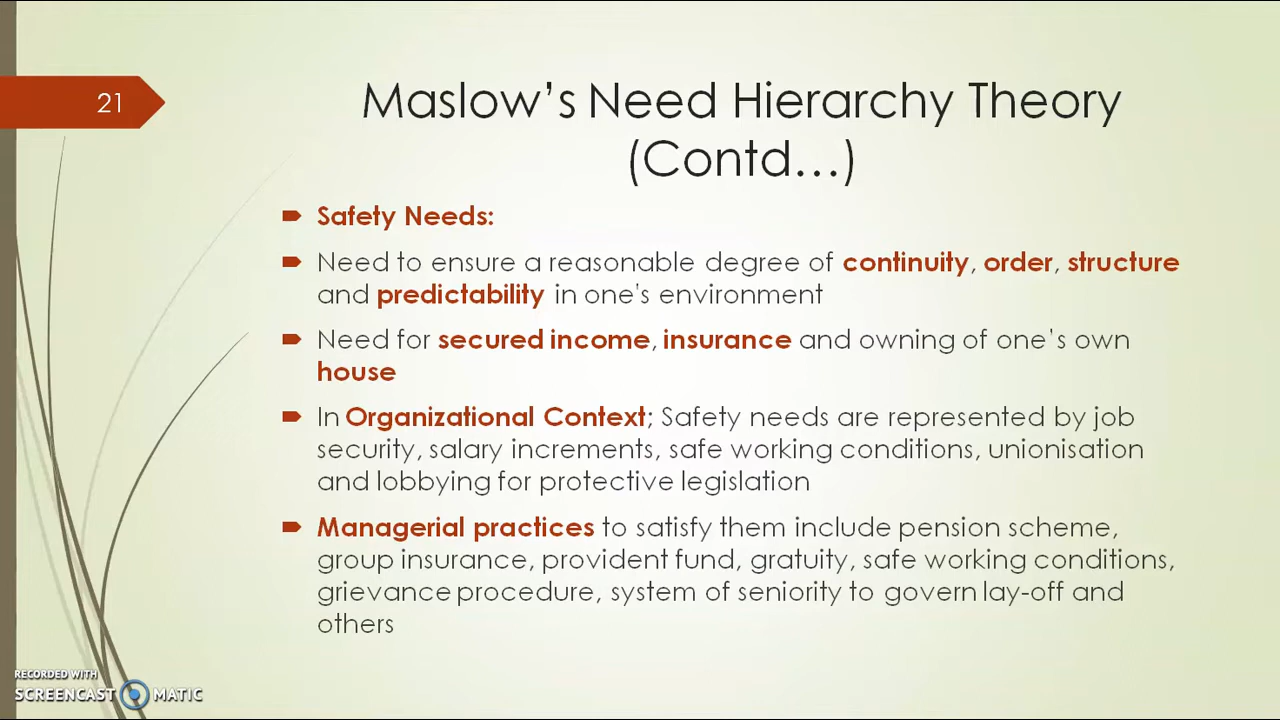 21
Maslow’s Need Hierarchy Theory
(Contd…)
Safety Needs:
Need to ensure a reasonable degree of continuity, order, structure
and predictability in one's environment
Need for secured income, insurance and owning of one’s own
house
In Organizational Context; Safety needs are represented by job
security, salary increments, safe working conditions, unionisation
and lobbying for protective legislation
Managerial practices to satisfy them include pension scheme,
group insurance, provident fund, gratuity, safe working conditions,
grievance procedure, system of seniority to govern lay-off and
others
RECORDED WITH
SCREENCAST MATIC